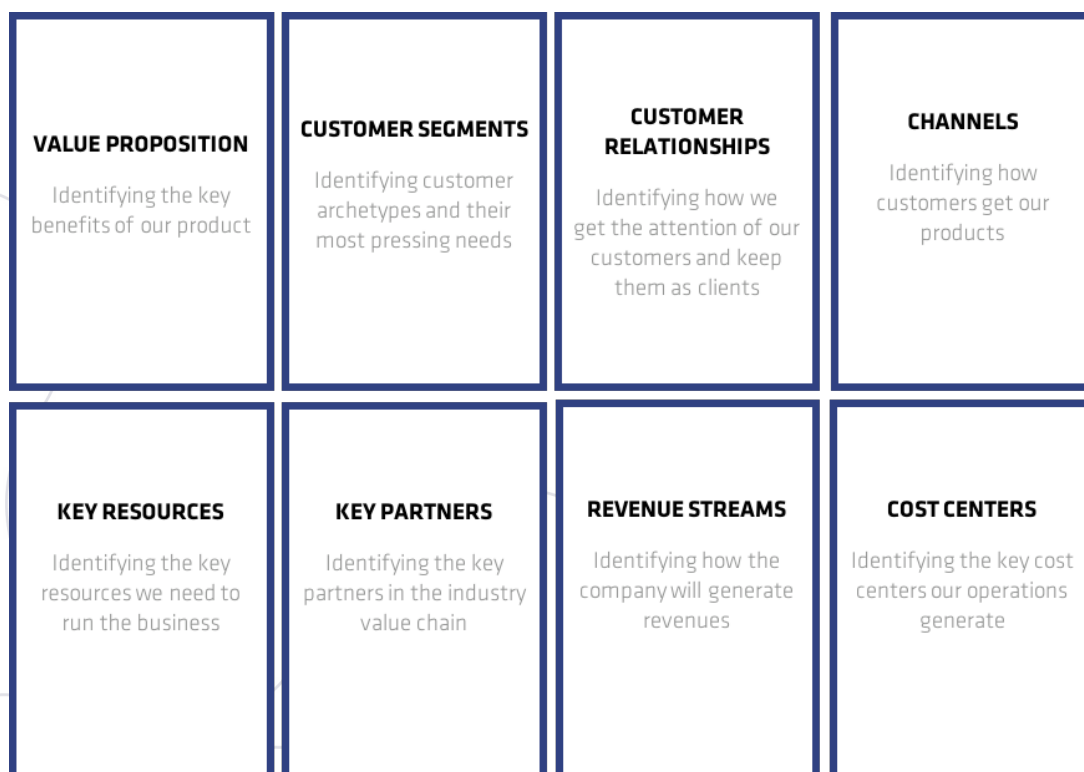 VALUE PROPOSITION
Identifying the key
benefits of our product
CUSTOMER SEGMENTS
Identifying customer
archetypes and their
most pressing needs
CUSTOMER
RELATIONSHIPS
Identifying how we
get the attention of our
customers and keep
them as clients
CHANNELS
Identifying how
customers get our
products
KEY RESOURCES
Identifying the key
resources we need to
run the business
KEY PARTNERS
Identifying the key
partners in the industry
value chain
REVENUE STREAMS
Identifying how the
company will generate
revenues
COST CENTERS
Identifying the key cost
centers our operations
generate